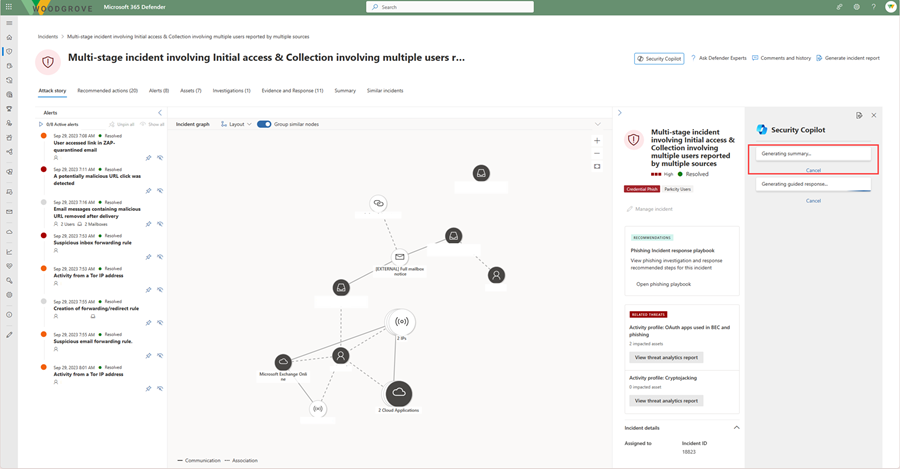 WOODGROVE
Microsoft 365 Defender
Search
Incidents > Multi-stage incident involving Initial access & Collection involving multiple users reported by multiple sources
Multi-stage incident involving Initial access & Collection involving multiple users r...
Security Copilot
? Ask Defender Experts
Comments and history
Generate incident report
Attack story
Recommended actions (20)
Alerts (8)
Assets (7)
Investigations (1)
Evidence and Response (11)
Summary
Similar incidents
Alerts
0/8 Active alerts
Unpin all
Show all
Sep 29, 2023 7:08 AM Resolved
User accessed link in ZAP-
quarantined email
Sep 29, 2023 7:11 AM Resolved
A potentially malicious URL click was
detected
Sep 29, 2023 7:16 AM Resolved
Email messages containing malicious
URL removed after delivery
2 Users 2 Mailboxes
Sep 29, 2023 7:53 AM Resolved
Suspicious inbox forwarding rule
Sep 29, 2023 7:53 AM Resolved
Activity from a Tor IP address
Sep 29, 2023 7:55 AM Resolved
Creation of forwarding/redirect rule
Sep 29, 2023 7:55 AM Resolved
Suspicious email forwarding rule.
Sep 29, 2023 8:01 AM Resolved
Activity from a Tor IP address
Incident graph
Layout
Group similar nodes
[EXTERNAL] Full mailbox
notice
2 IPs
Microsoft Exchange Onli
ne
2 Cloud Applications
Communication
Association
Multi-stage incident
involving Initial access &
Collection involving
multiple users reported
by multiple sources
High Resolved
Credential Phish
Parkcity Users
Manage incident
RECOMMENDATIONS
Phishing Incident response playbook
View phishing investigation and response
recommended steps for this incident
Open phishing playbook
RELATED THREATS
Activity profile: OAuth apps used in BEC and
phishing
2 impacted assets
View threat analytics report
Activity profile: Cryptojacking
0 impacted asset
View threat analytics report
Incident details
Assigned to
Incident ID
18823
Security Copilot
Generating summary...
Cancel
Generating guided response...
Cancel